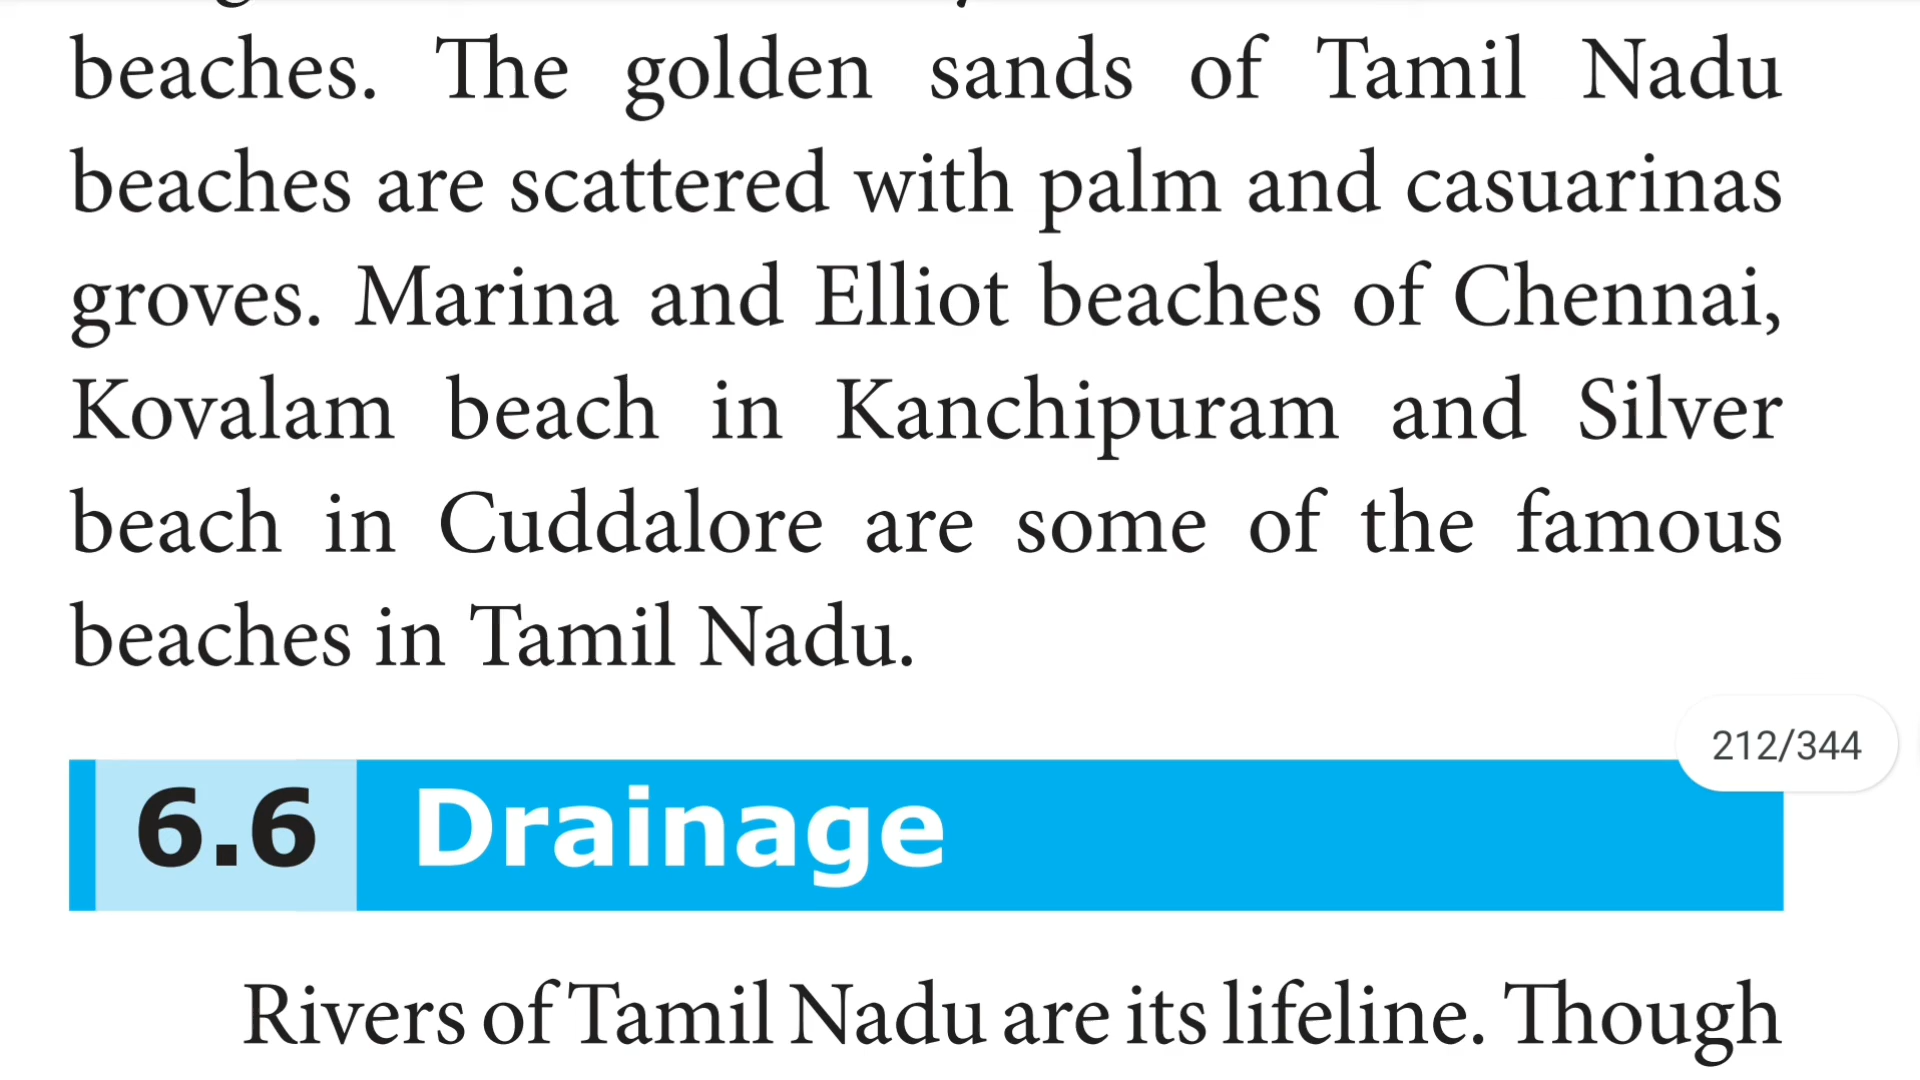 beaches. The golden sands of Tamil Nadu
beaches are scattered with palm and casuarinas
groves. Marina and Elliot beaches of Chennai,
Kovalam beach in Kanchipuram and Silver
beach in Cuddalore are some of the famous
beaches in Tamil Nadu.
212/344
6.6 Drainage
Rivers of Tamil Nadu are its lifeline. Though